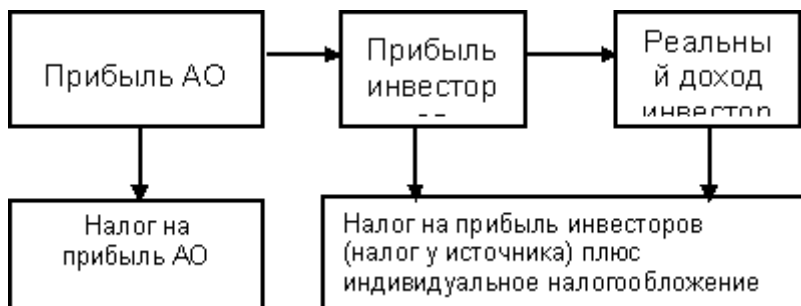 Прибыль АО
Прибыль
инвестор
Реальны
й доход
инвестор
Налог на
прибыль АО
Налог на прибыль инвесторов
(налог у источника) плюс
индивидуальное налогообложение